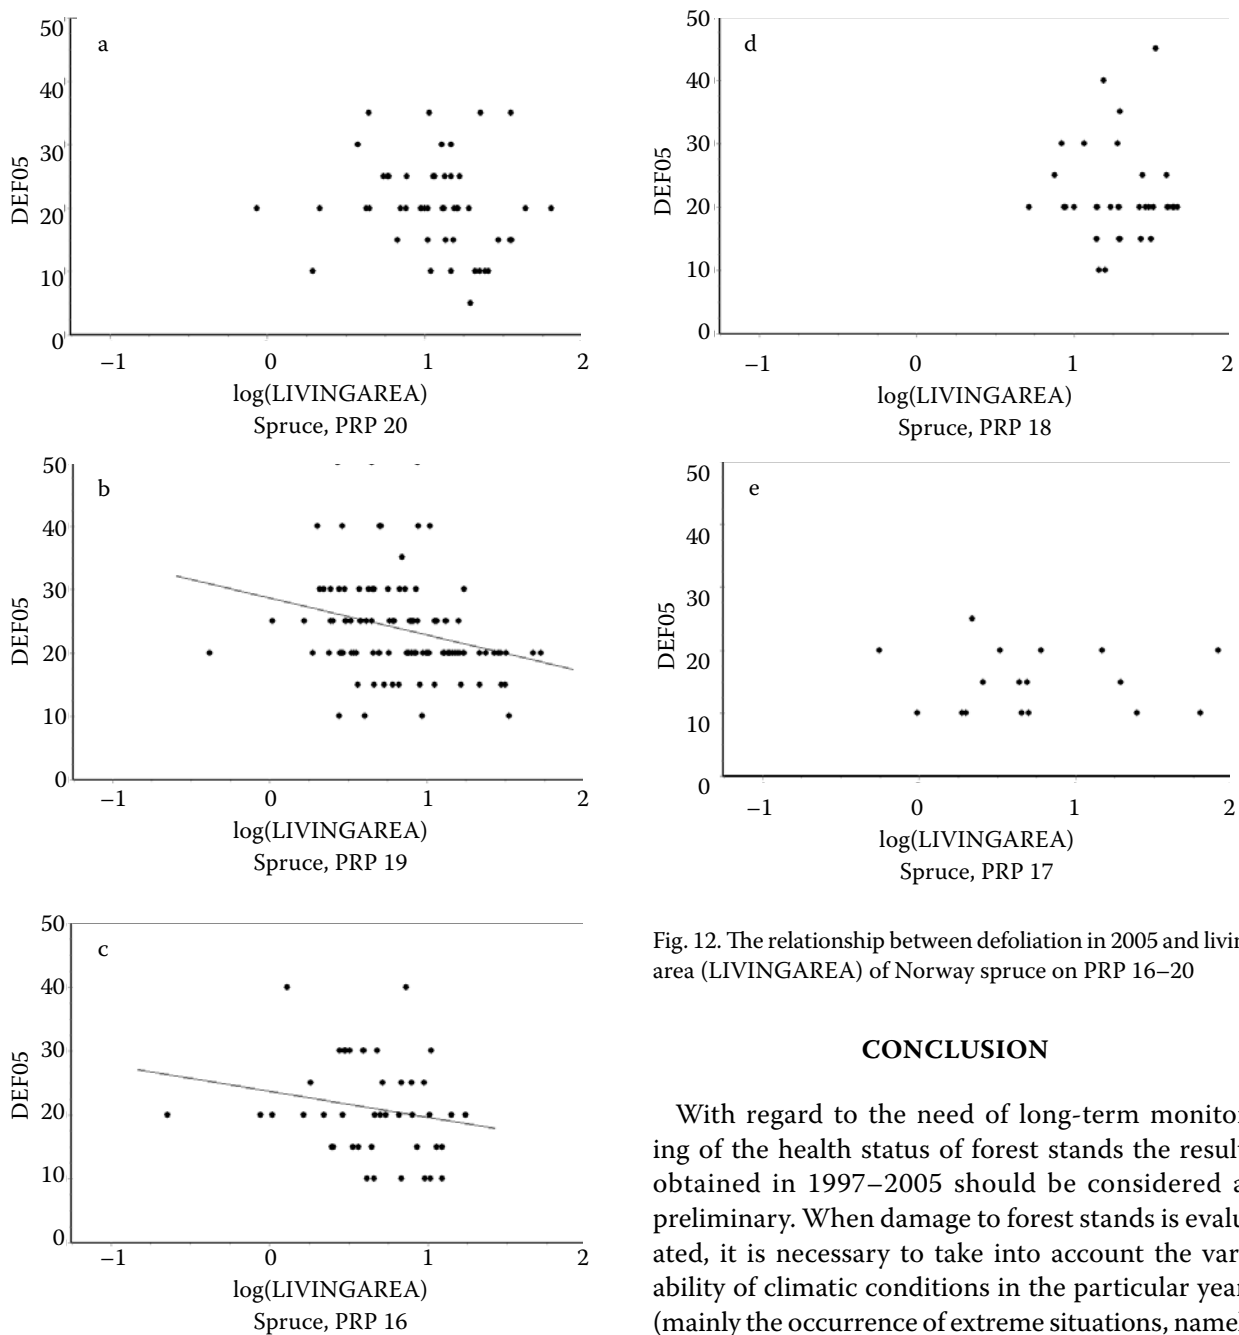 a
50
40
30
20
10
0
DEF05
−1 0 1 2
log(LIVINGAREA)
Spruce, PRP 20
b
50
40
30
20
10
0
DEF05
−1 0 1 2
log(LIVINGAREA)
Spruce, PRP 19
c
50
40
30
20
10
0
DEF05
−1 0 1 2
log(LIVINGAREA)
Spruce, PRP 16
d
50
40
30
20
10
0
DEF05
−1 0 1 2
log(LIVINGAREA)
Spruce, PRP 18
e
50
40
30
20
10
0
DEF05
−1 0 1 2
log(LIVINGAREA)
Spruce, PRP 17
Fig. 12. The relationship between defoliation in 2005 and livin
area (LIVINGAREA) of Norway spruce on PRP 16–20
CONCLUSION
With regard to the need of long-term monitor
ing of the health status of forest stands the result
obtained in 1997–2005 should be considered a
preliminary. When damage to forest stands is evalu
ated, it is necessary to take into account the var
ability of climatic conditions in the particular year
(mainly the occurrence of extreme situations, namel